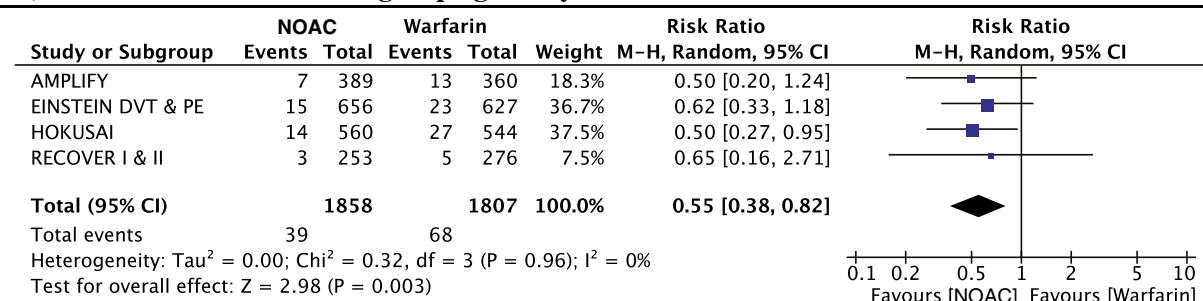 NOAC Warfarin Risk Ratio Risk Ratio
Study or Subgroup Events Total Events Total Weight M-H, Random, 95% CI M-H, Random, 95% CI
AMPLIFY 7 389 13 360 18.3% 0.50 [0.20, 1.24]
EINSTEIN DVT & PE 15 656 23 627 36.7% 0.62 [0.33, 1.18]
HOKUSAI 14 560 27 544 37.5% 0.50 [0.27, 0.95]
RECOVER I & II 3 253 5 276 7.5% 0.65 [0.16, 2.71]
Total (95% CI) 1858 1807 100.0% 0.55 [0.38, 0.82]
Total events 39 68
Heterogeneity: Tau² = 0.00; Chi² = 0.32, df = 3 (P = 0.96); I² = 0%
Test for overall effect: Z = 2.98 (P = 0.003)
0.1 0.2 0.5 1 2 5 10
Favours [NOAC] Favours [Warfarin]